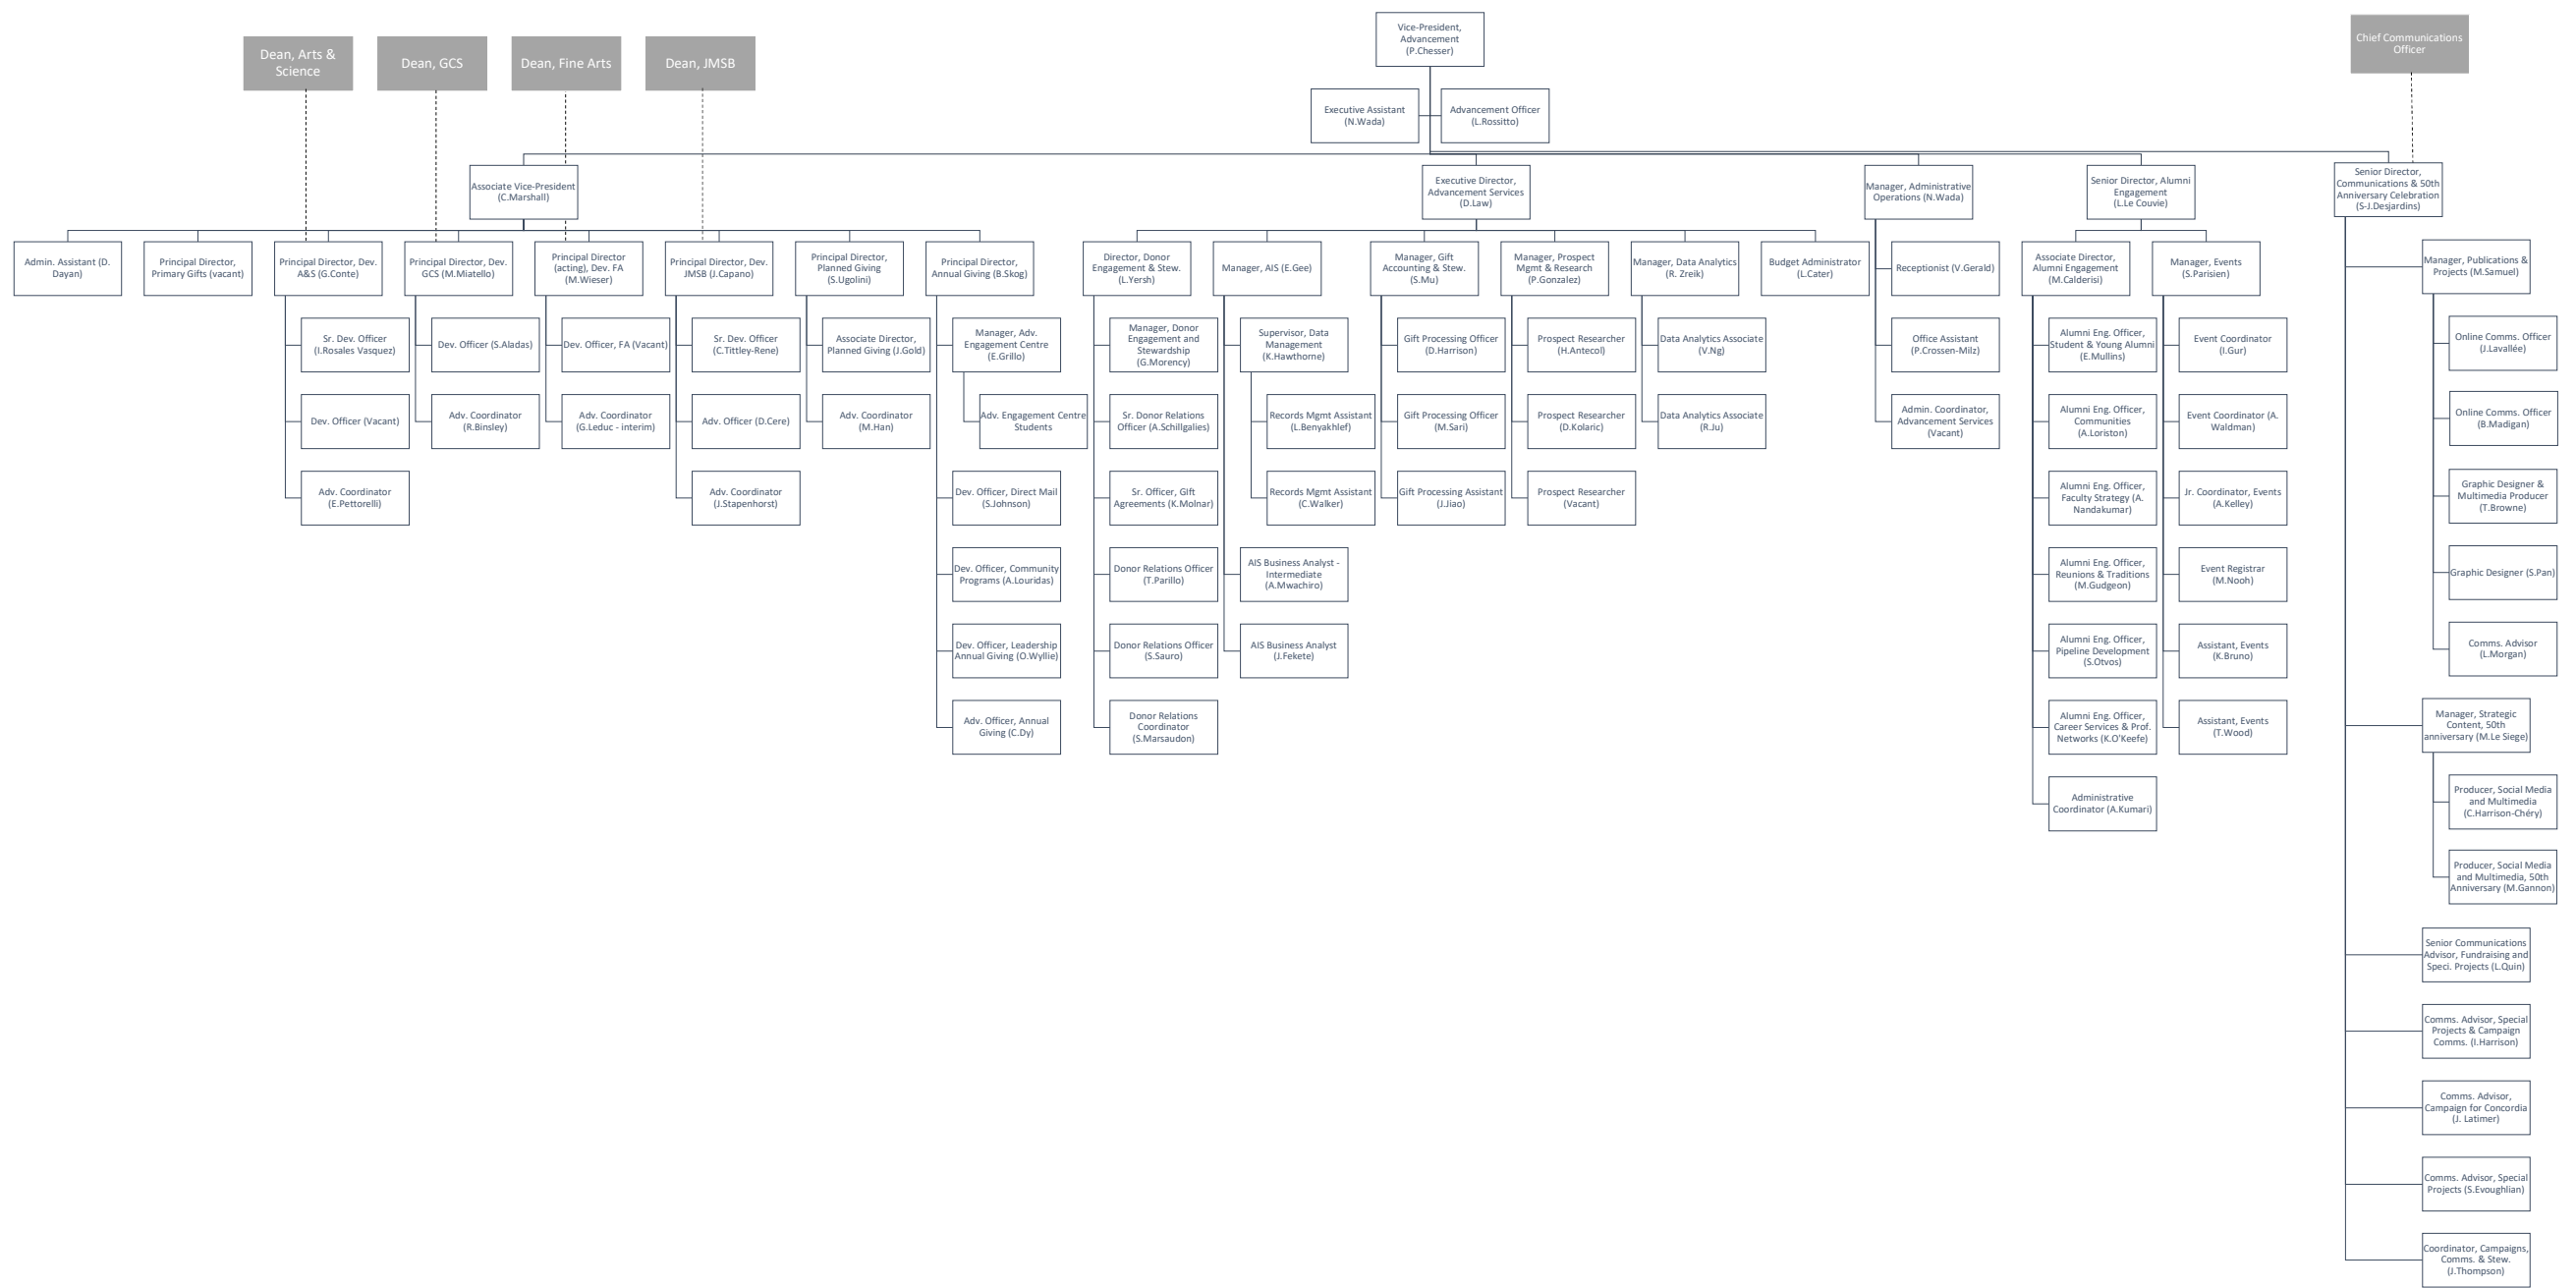 Vice-President,
Advancement
(P.Chesser)
Chief Communications
Officer
Dean, Arts &
Science
Dean, GCS
Dean, Fine Arts
Dean, JMSB
Executive Assistant
(N.Wada)
Advancement Officer
(L.Rossitto)
Associate Vice-President
(C.Marshall)
Executive Director,
Advancement Services
(D.Law)
Manager, Administrative
Operations (N.Wada)
Senior Director, Alumni
Engagement
(L.Le Couvie)
Senior Director,
Communications & 50th
Anniversary Celebration
(S-J.Desjardins)
Admin. Assistant (D.
Dayan)
Principal Director,
Primary Gifts (vacant)
Principal Director, Dev.
A&S (G.Conte)
Sr. Dev. Officer
(I.Rosales Vasquez)
Dev. Officer (Vacant)
Adv. Coordinator
(E.Pettorelli)
Principal Director, Dev.
GCS (M.Miatello)
Dev. Officer (S.Aladas)
Adv. Coordinator
(R.Binsley)
Principal Director
(acting), Dev. FA
(M.Wieser)
Dev. Officer, FA (Vacant)
Adv. Coordinator
(G.Leduc - interim)
Principal Director, Dev.
JMSB (J.Capano)
Sr. Dev. Officer
(C.Tittley-Rene)
Adv. Officer (D.Cere)
Adv. Coordinator
(J.Stapenhorst)
Principal Director,
Planned Giving
(S.Ugolini)
Associate Director,
Planned Giving (J.Gold)
Adv. Coordinator
(M.Han)
Principal Director,
Annual Giving (B.Skog)
Manager, Adv.
Engagement Centre
(E.Grillo)
Adv. Engagement Centre
Students
Dev. Officer, Direct Mail
(S.Johnson)
Dev. Officer, Community
Programs (A.Louridas)
Dev. Officer, Leadership
Annual Giving (O.Wyllie)
Adv. Officer, Annual
Giving (C.Dy)
Director, Donor
Engagement & Stew.
(L.Yersh)
Manager, Donor
Engagement and
Stewardship
(G.Morency)
Sr. Donor Relations
Officer (A.Schillgalies)
Sr. Officer, Gift
Agreements (K.Molnar)
Donor Relations Officer
(T.Parillo)
Donor Relations Officer
(S.Sauro)
Donor Relations
Coordinator
(S.Marsaudon)
Manager, AIS (E.Gee)
Supervisor, Data
Management
(K.Hawthorne)
Records Mgmt Assistant
(L.Benyakhlef)
Records Mgmt Assistant
(C.Walker)
AIS Business Analyst -
Intermediate
(A.Mwachiro)
AIS Business Analyst
(J.Fekete)
Manager, Gift
Accounting & Stew.
(S.Mu)
Gift Processing Officer
(D.Harrison)
Gift Processing Officer
(M.Sari)
Gift Processing Assistant
(J.Jiao)
Manager, Prospect
Mgmt & Research
(P.Gonzalez)
Prospect Researcher
(H.Antecol)
Prospect Researcher
(D.Kolaric)
Prospect Researcher
(Vacant)
Manager, Data Analytics
(R. Zreik)
Data Analytics Associate
(V.Ng)
Data Analytics Associate
(R.Ju)
Budget Administrator
(L.Cater)
Receptionist (V.Gerald)
Office Assistant
(P.Crossen-Milz)
Admin. Coordinator,
Advancement Services
(Vacant)
Associate Director,
Alumni Engagement
(M.Calderisi)
Alumni Eng. Officer,
Student & Young Alumni
(E.Mullins)
Alumni Eng. Officer,
Communities
(A.Loriston)
Alumni Eng. Officer,
Faculty Strategy (A.
Nandakumar)
Alumni Eng. Officer,
Reunions & Traditions
(M.Gudgeon)
Alumni Eng. Officer,
Pipeline Development
(S.Otvos)
Alumni Eng. Officer,
Career Services & Prof.
Networks (K.O'Keefe)
Administrative
Coordinator (A.Kumari)
Manager, Events
(S.Parisien)
Event Coordinator
(I.Gur)
Event Coordinator (A.
Waldman)
Jr. Coordinator, Events
(A.Kelley)
Event Registrar
(M.Nooh)
Assistant, Events
(K.Bruno)
Assistant, Events
(T.Wood)
Manager, Publications &
Projects (M.Samuel)
Online Comms. Officer
(J.Lavallée)
Online Comms. Officer
(B.Madigan)
Graphic Designer &
Multimedia Producer
(T.Browne)
Graphic Designer (S.Pan)
Comms. Advisor
(L.Morgan)
Manager, Strategic
Content, 50th
anniversary (M.Le Siege)
Producer, Social Media
and Multimedia
(C.Harrison-Chéry)
Producer, Social Media
and Multimedia, 50th
Anniversary (M.Gannon)
Senior Communications
Advisor, Fundraising and
Speci. Projects (L.Quin)
Comms. Advisor, Special
Projects & Campaign
Comms. (I.Harrison)
Comms. Advisor,
Campaign for Concordia
(J. Latimer)
Comms. Advisor, Special
Projects (S.Evoughlian)
Coordinator, Campaigns,
Comms. & Stew.
(J.Thompson)